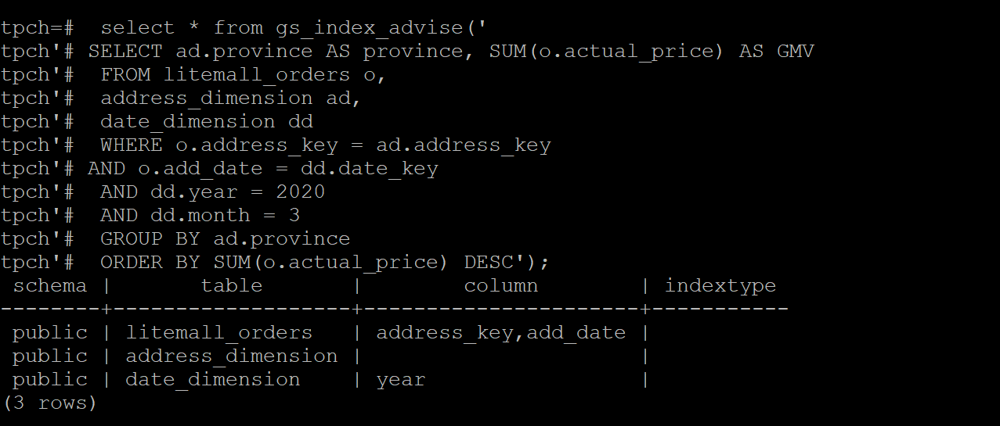 tpch=#  select * from gs_index_advise('
tpch'# SELECT ad.province AS province, SUM(o.actual_price) AS GMV
tpch'#  FROM litemall_orders o,
tpch'#  address_dimension ad,
tpch'#  date_dimension dd
tpch'#  WHERE o.address_key = ad.address_key
tpch'# AND o.add_date = dd.date_key
tpch'#  AND dd.year = 2020
tpch'#  AND dd.month = 3
tpch'#  GROUP BY ad.province
tpch'#  ORDER BY SUM(o.actual_price) DESC');
 schema |       table       |        column        | indextype
--------+-------------------+----------------------+-----------
 public | litemall_orders   | address_key,add_date |
 public | address_dimension |                      |
 public | date_dimension    | year                 |
(3 rows)